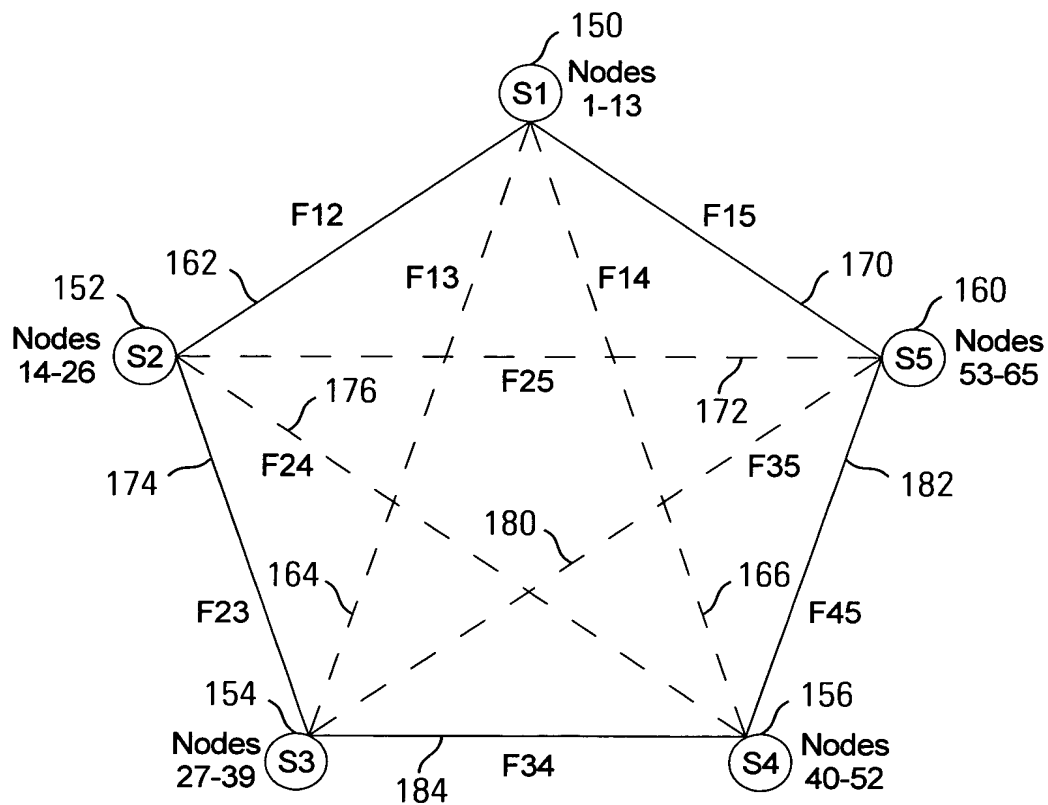 150
S1
Nodes
1-13
F12
F15
162
F13
F14
170
152
160
Nodes
14-26
S2
S5
Nodes
53-65
F25
176
172
174
F24
F35
182
180
164
166
F23
F45
154
156
Nodes
27-39
S3
S4
Nodes
40-52
184
F34